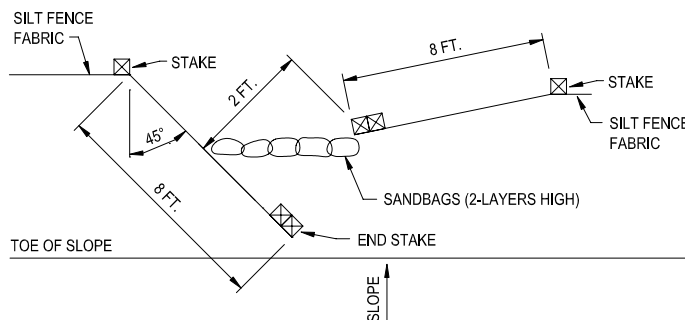 SILT FENCE
FABRIC
STAKE
8 FT.
STAKE
2 FT.
SILT FENCE
FABRIC
45°
8 FT.
SANDBAGS (2-LAYERS HIGH)
END STAKE
TOE OF SLOPE
SLOPE